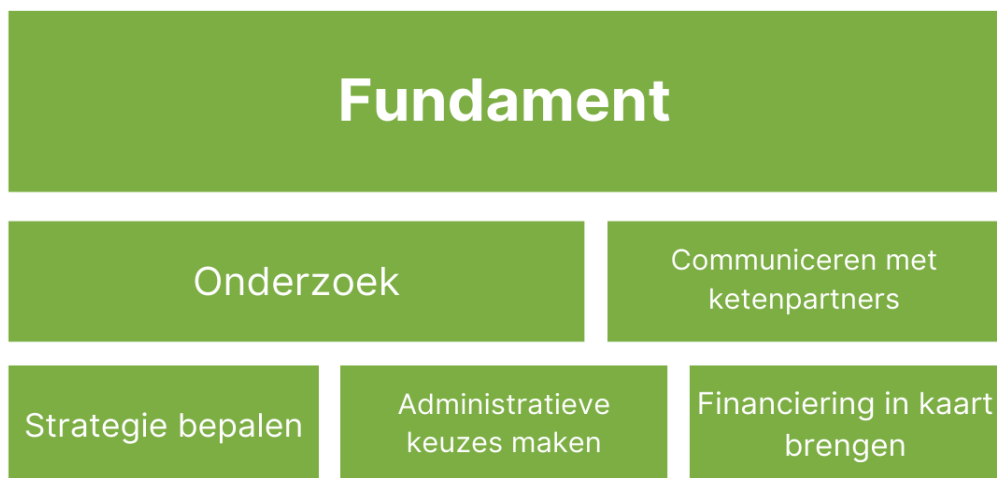 Fundament
Onderzoek
Communiceren met
ketenpartners
Strategie bepalen
Administratieve
keuzes maken
Financiering in kaart
brengen